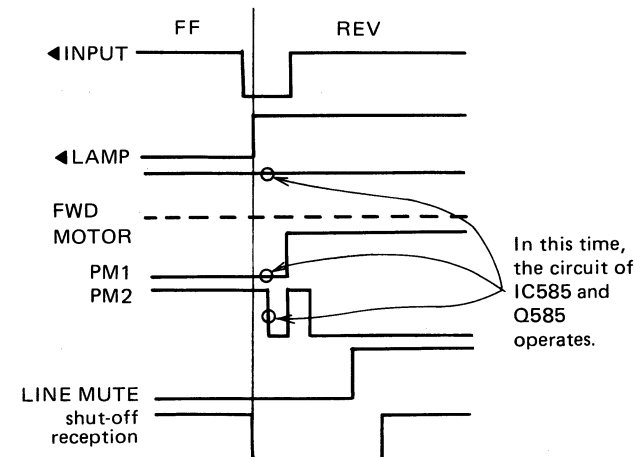 FF
REV
◀INPUT
◀LAMP
FWD
MOTOR
PM1
PM2
In this time,
the circuit of
IC585 and
Q585
operates.
LINE MUTE
shut-off
reception